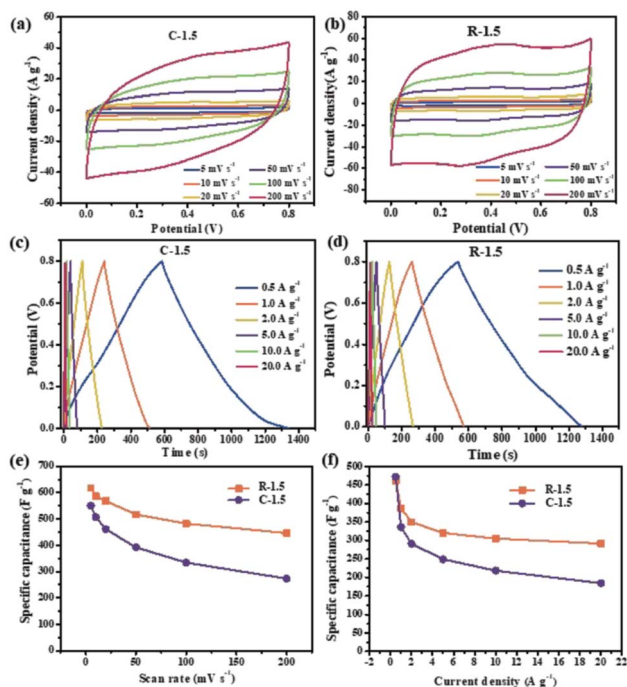 (a)
C-1.5
Current density (A g⁻¹)
60
40
20
0
-20
-40
-60
5 mV s⁻¹
50 mV s⁻¹
10 mV s⁻¹
100 mV s⁻¹
20 mV s⁻¹
200 mV s⁻¹
0.0 0.2 0.4 0.6 0.8
Potential (V)
(b)
R-1.5
Current density(A g⁻¹)
80
60
40
20
0
-20
-40
-60
-80
5 mV s⁻¹
50 mV s⁻¹
10 mV s⁻¹
100 mV s⁻¹
20 mV s⁻¹
200 mV s⁻¹
0.0 0.2 0.4 0.6 0.8
Potential (V)
(c)
C-1.5
Potential (V)
0.8
0.6
0.4
0.2
0.0
0.5 A g⁻¹
1.0 A g⁻¹
2.0 A g⁻¹
5.0 A g⁻¹
10.0 A g⁻¹
20.0 A g⁻¹
0 200 400 600 800 1000 1200 1400
Time (s)
(d)
R-1.5
Potential (V)
0.8
0.6
0.4
0.2
0.0
0.5 A g⁻¹
1.0 A g⁻¹
2.0 A g⁻¹
5.0 A g⁻¹
10.0 A g⁻¹
20.0 A g⁻¹
0 200 400 600 800 1000 1200 1400
Time (s)
(e)
Specific capacitance (F g⁻¹)
700
600
500
400
300
200
100
0
R-1.5
C-1.5
0 50 100 150 200
Scan rate (mV s⁻¹)
(f)
Specific capacitance (F g⁻¹)
500
450
400
350
300
250
200
150
100
50
0
R-1.5
C-1.5
-2 0 2 4 6 8 10 12 14 16 18 20 22
Current density (A g⁻¹)